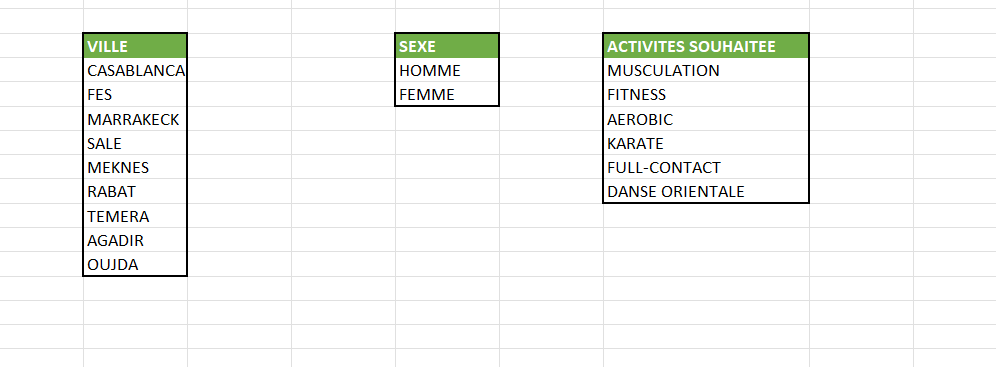 VILLE SEXE ACTIVITES SOUHAITEE
CASABLANCA HOMME MUSCULATION
FES FEMME FITNESS
MARRAKECK AEROBIC
SALE KARATE
MEKNES FULL-CONTACT
RABAT DANSE ORIENTALE
TEMERA
AGADIR
OUJDA